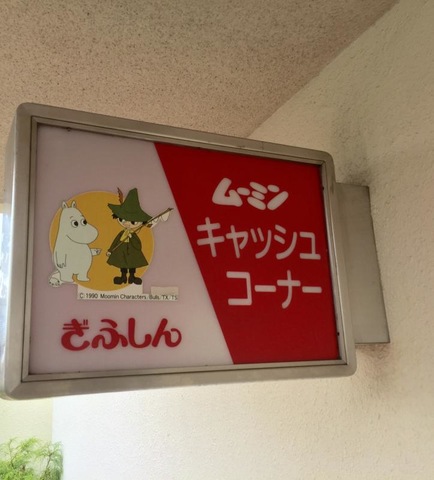 ムーミン
キャッシュ
コーナー
© 1990 Moomin Characters, Bulls, TX, TS
ぎふしん